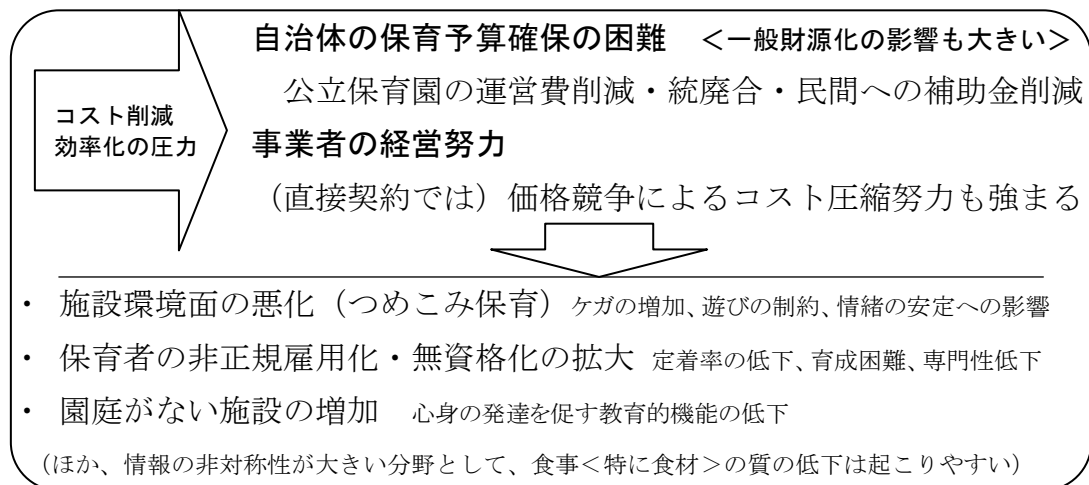 自治体の保育予算確保の困難 <一般財源化の影響も大きい>
公立保育園の運営費削減・統廃合・民間への補助金削減
コスト削減
効率化の圧力
事業者の経営努力
(直接契約では)価格競争によるコスト圧縮努力も強まる
・ 施設環境面の悪化(つめこみ保育)ケガの増加、遊びの制約、情緒の安定への影響
・ 保育者の非正規雇用化・無資格化の拡大 定着率の低下、育成困難、専門性低下
・ 園庭がない施設の増加 心身の発達を促す教育的機能の低下
(ほか、情報の非対称性が大きい分野として、食事<特に食材>の質の低下は起こりやすい)